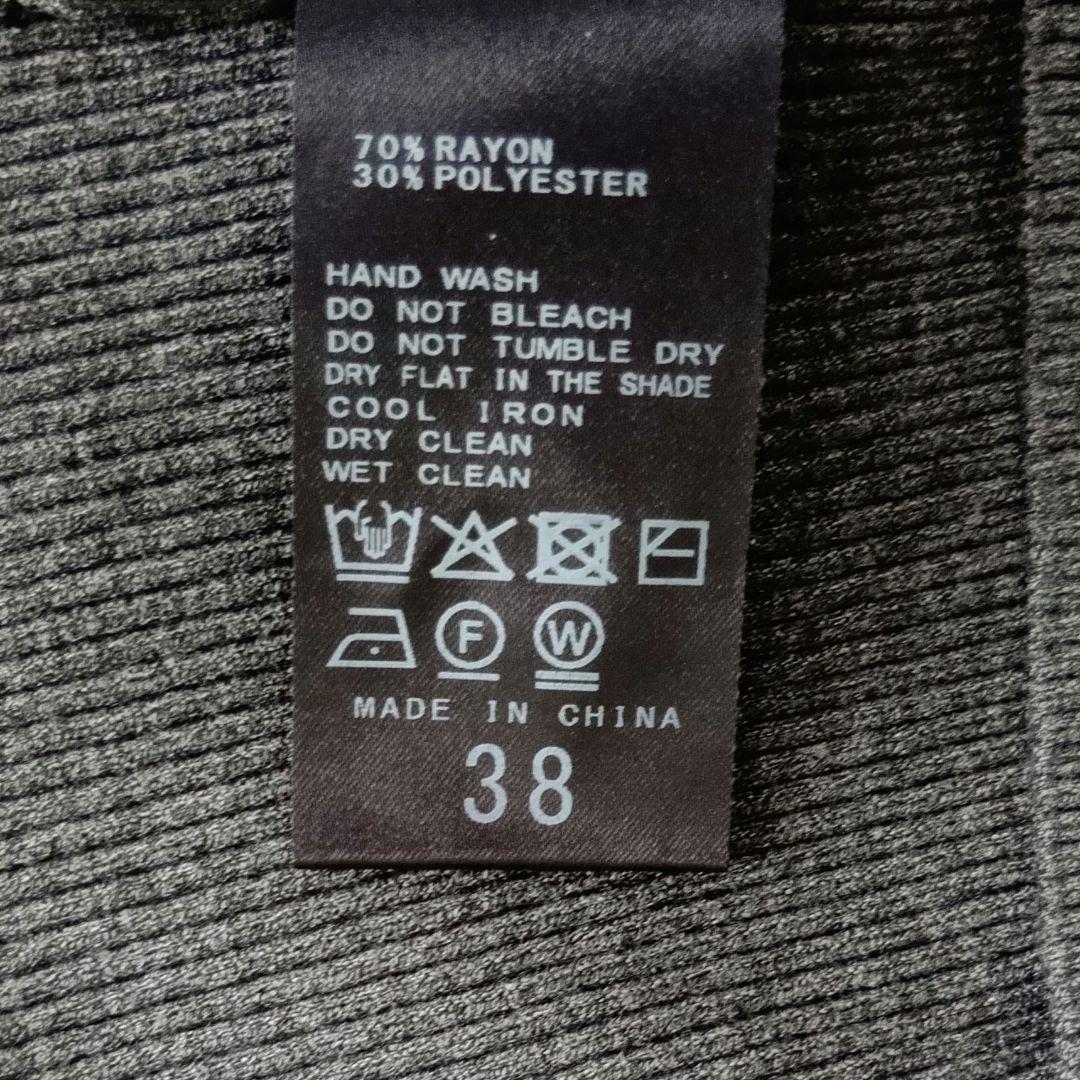 70% RAYON
30% POLYESTER
HAND WASH
DO NOT BLEACH
DO NOT TUMBLE DRY
DRY FLAT IN THE SHADE
COOL IRON
DRY CLEAN
WET CLEAN
F W
MADE IN CHINA
38